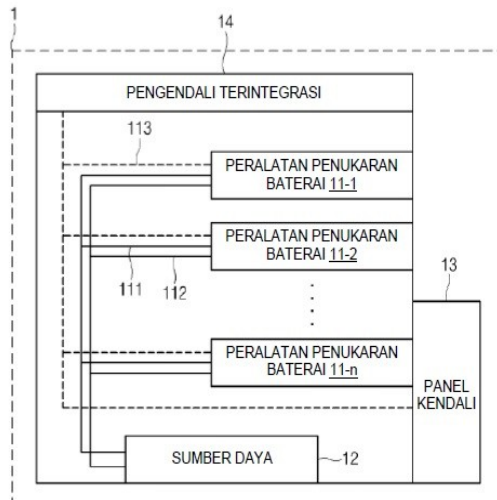 1
14
PENGENDALI TERINTEGRASI
113
PERALATAN PENUKARAN
BATERAI 11-1
PERALATAN PENUKARAN
BATERAI 11-2
111
112
13
PERALATAN PENUKARAN
BATERAI 11-n
PANEL
KENDALI
SUMBER DAYA
12